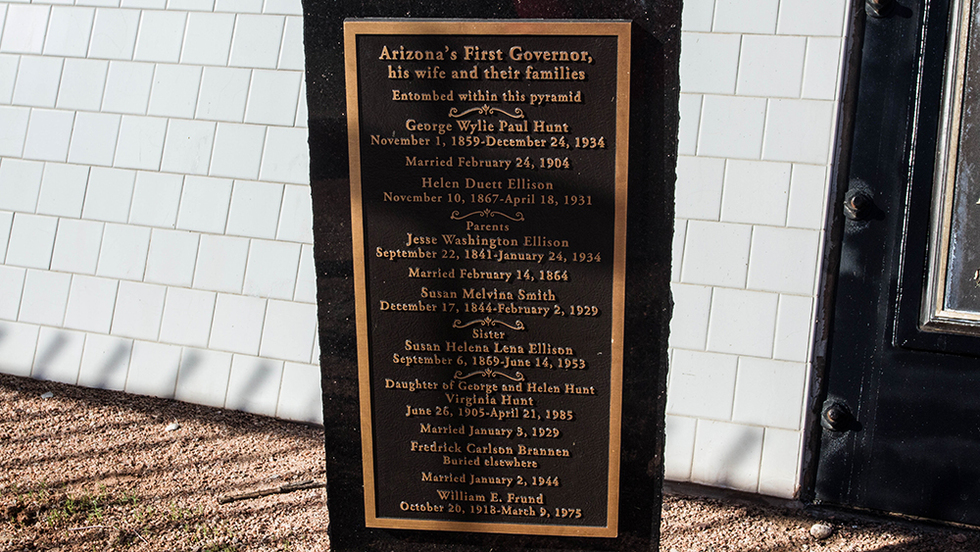 Arizona's First Governor,
his wife and their families
Entombed within this pyramid
George Wylie Paul Hunt
November 1, 1859-December 24, 1934
Married February 24, 1904
Helen Duett Ellison
November 10, 1867-April 18, 1931
Parents
Jesse Washington Ellison
September 22, 1841-January 24, 1934
Married February 14, 1864
Susan Melvina Smith
December 17, 1844-February 2, 1929
Sister
Susan Helena Lena Ellison
September 6, 1869-June 14, 1953
Daughter of George and Helen Hunt
Virginia Hunt
June 26, 1905-April 21, 1985
Married January 3, 1929
Fredrick Carlson Brannen
Buried elsewhere
Married January 2, 1944
William E. Frund
October 20, 1918-March 9, 1975